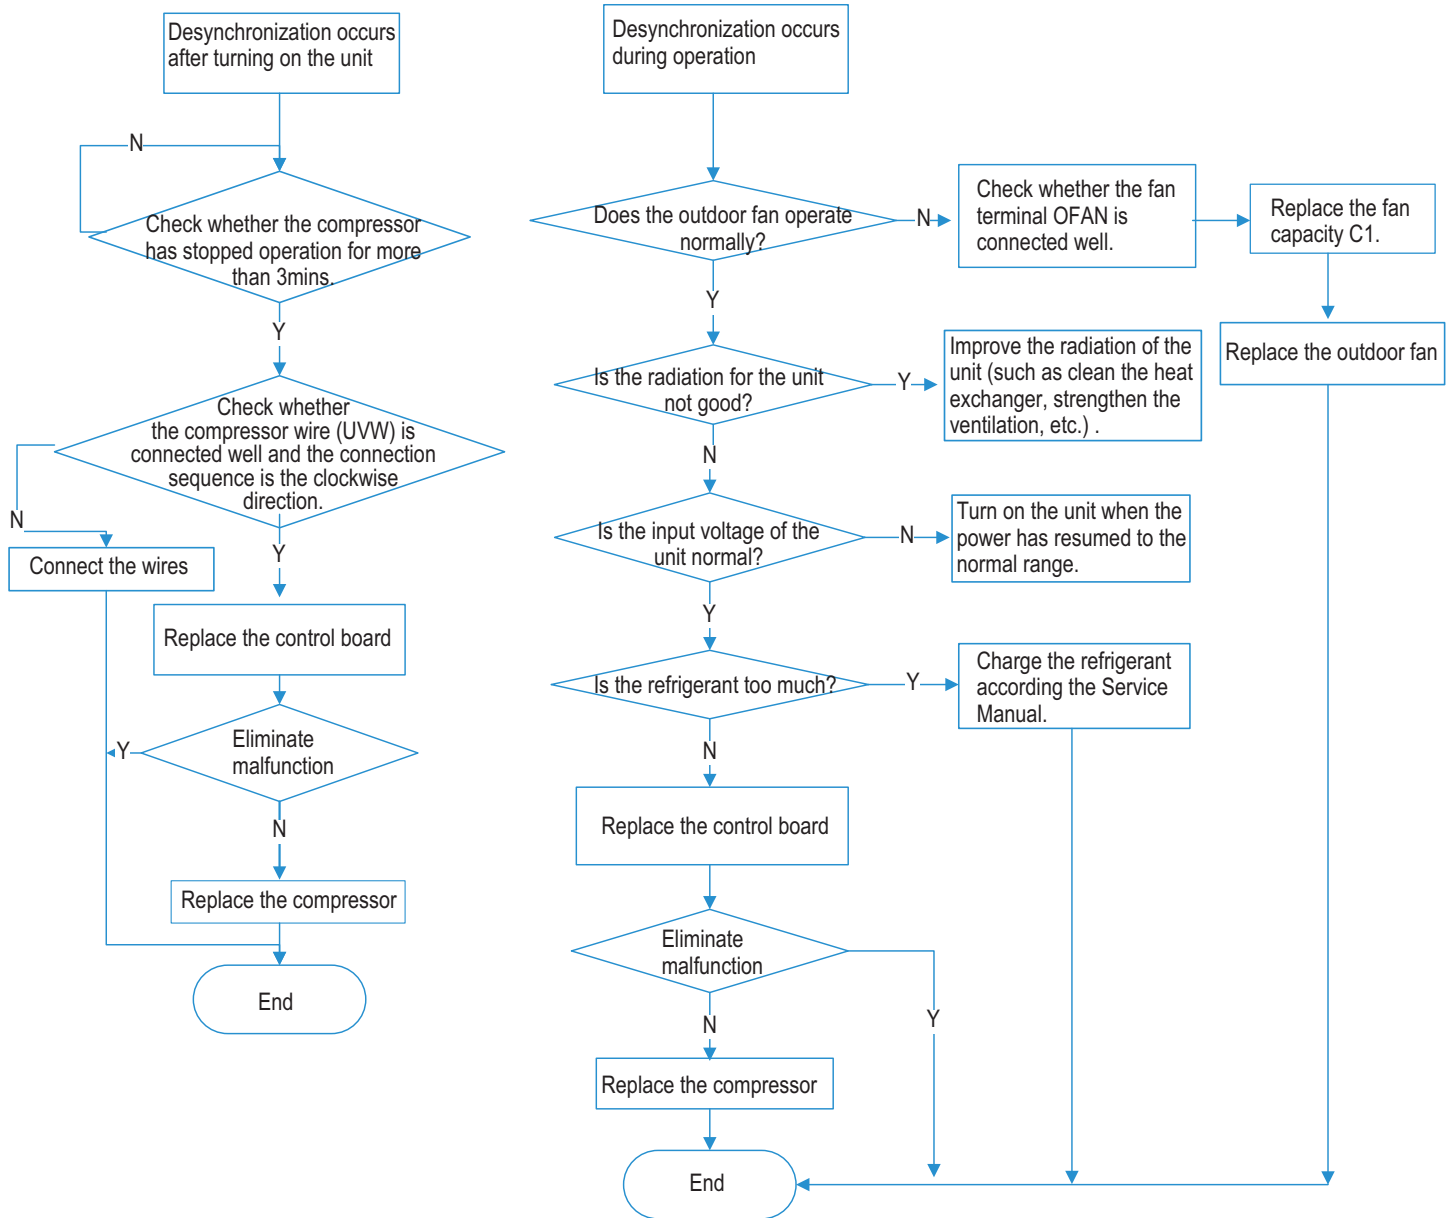 Desynchronization occurs
after turning on the unit
N
Check whether the compressor
has stopped operation for more
than 3mins.
Y
Check whether
the compressor wire (UVW) is
connected well and the connection
sequence is the clockwise
direction.
N
Y
Connect the wires
Replace the control board
Eliminate
malfunction
Y
N
Replace the compressor
End
Desynchronization occurs
during operation
Does the outdoor fan operate
normally?
N
Check whether the fan
terminal OFAN is
connected well.
Replace the fan
capacity C1.
Replace the outdoor fan
Y
Is the radiation for the unit
not good?
Y
Improve the radiation of the
unit (such as clean the heat
exchanger, strengthen the
ventilation, etc.) .
N
Is the input voltage of the
unit normal?
N
Turn on the unit when the
power has resumed to the
normal range.
Y
Is the refrigerant too much?
Y
Charge the refrigerant
according the Service
Manual.
N
Replace the control board
Eliminate
malfunction
Y
N
Replace the compressor
End